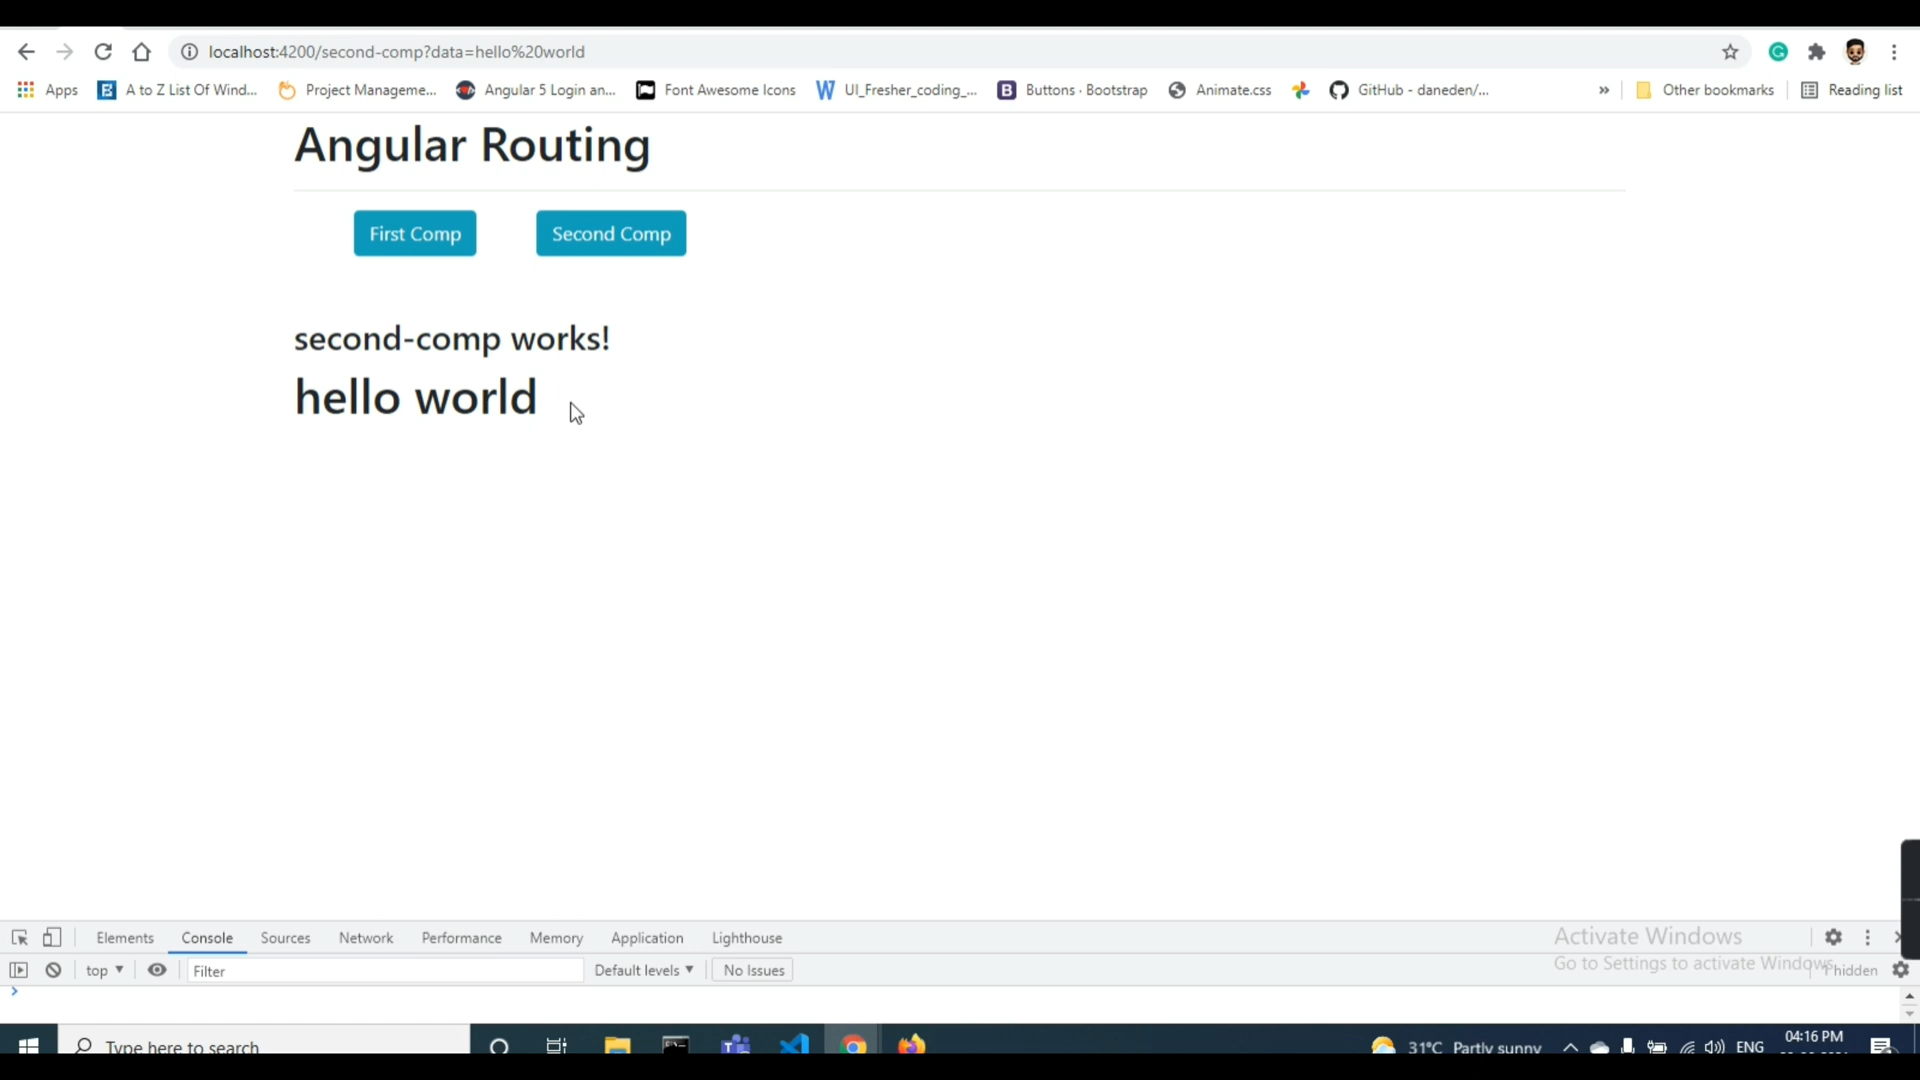 localhost:4200/second-comp?data=hello%20world
Apps A to Z List Of Wind... Project Manageme... Angular 5 Login an... Font Awesome Icons UI_Fresher_coding_... Buttons · Bootstrap Animate.css GitHub - daneden/... » Other bookmarks Reading list
Angular Routing
First Comp Second Comp
second-comp works!
hello world
Elements Console Sources Network Performance Memory Application Lighthouse
Activate Windows
top Filter Default levels No Issues
Go to Settings to activate Windows.
hidden
Type here to search
31°C Partly sunny ENG 04:16 PM